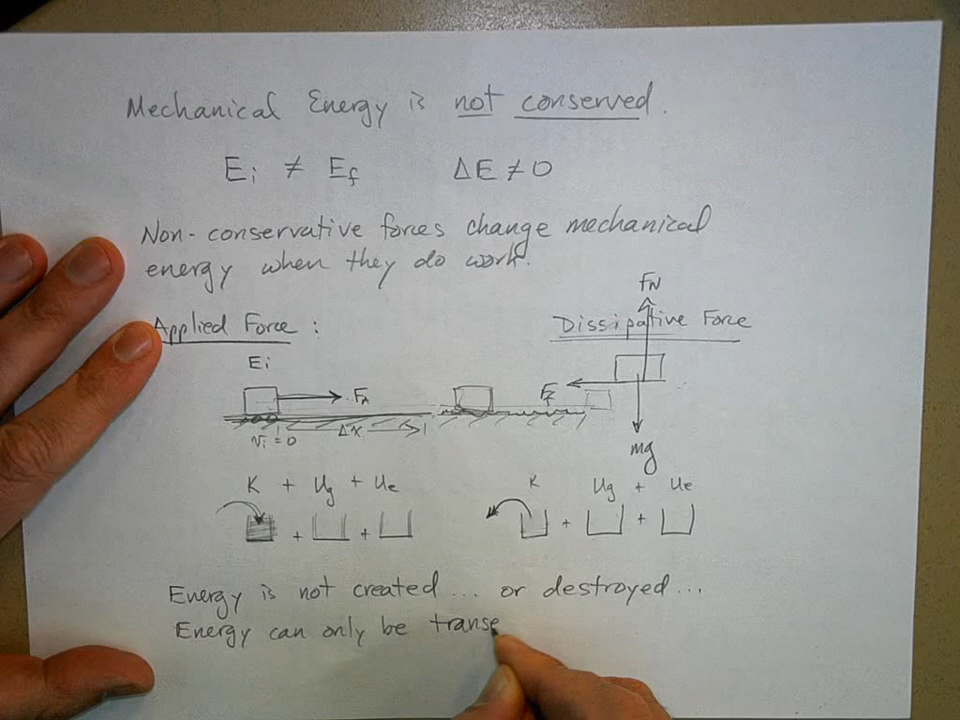 Mechanical Energy is not conserved.
Ei ≠ Ef ΔE ≠ 0
Non-conservative forces change mechanical
energy when they do work.
FN
Applied Force :
Dissipative Force
Ei
FA
Vi = 0
Δx
mg
K + Ug + Ue
K Ug + Ue
+ +
+ +
Energy is not created ... or destroyed ...
Energy can only be transf